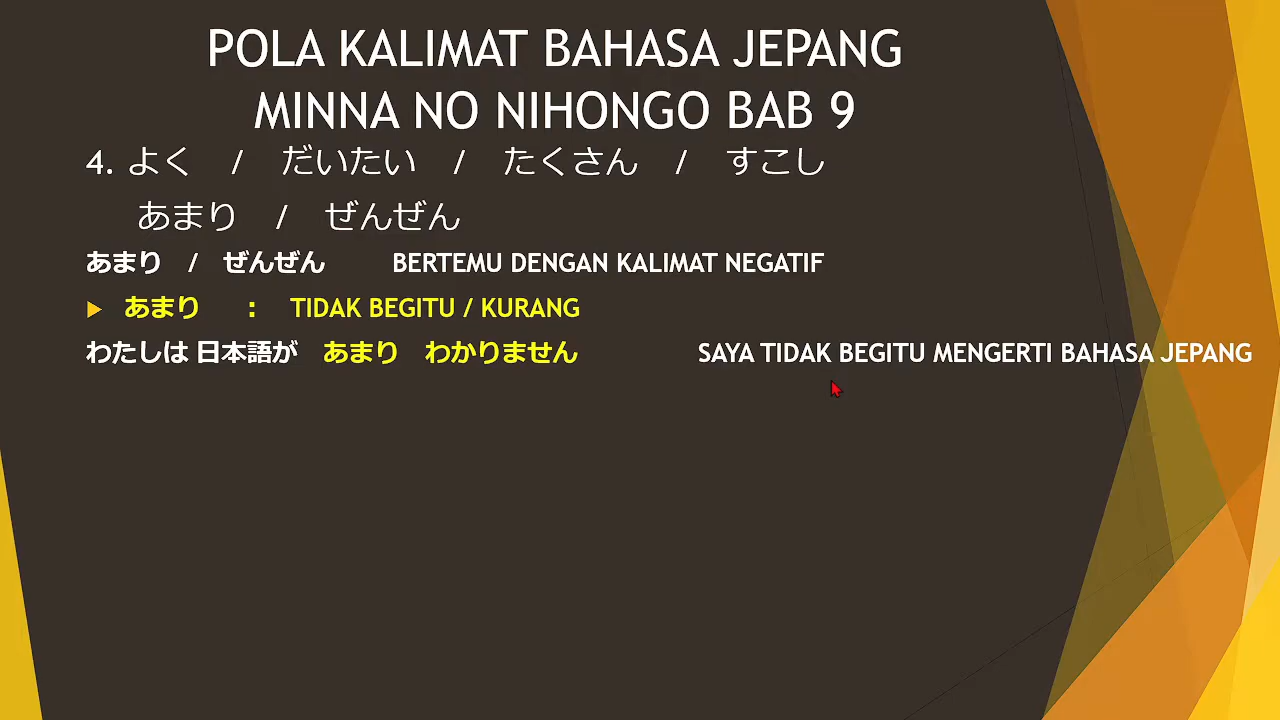 POLA KALIMAT BAHASA JEPANG
MINNA NO NIHONGO BAB 9
4. よく / だいたい / たくさん / すこし
あまり / ぜんぜん
あまり / ぜんぜん BERTEMU DENGAN KALIMAT NEGATIF
あまり : TIDAK BEGITU / KURANG
わたしは 日本語が あまり わかりません SAYA TIDAK BEGITU MENGERTI BAHASA JEPANG